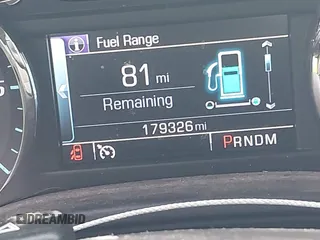 Fuel Range
81 mi
Remaining
179326 mi
PRNDM
DREAMBID